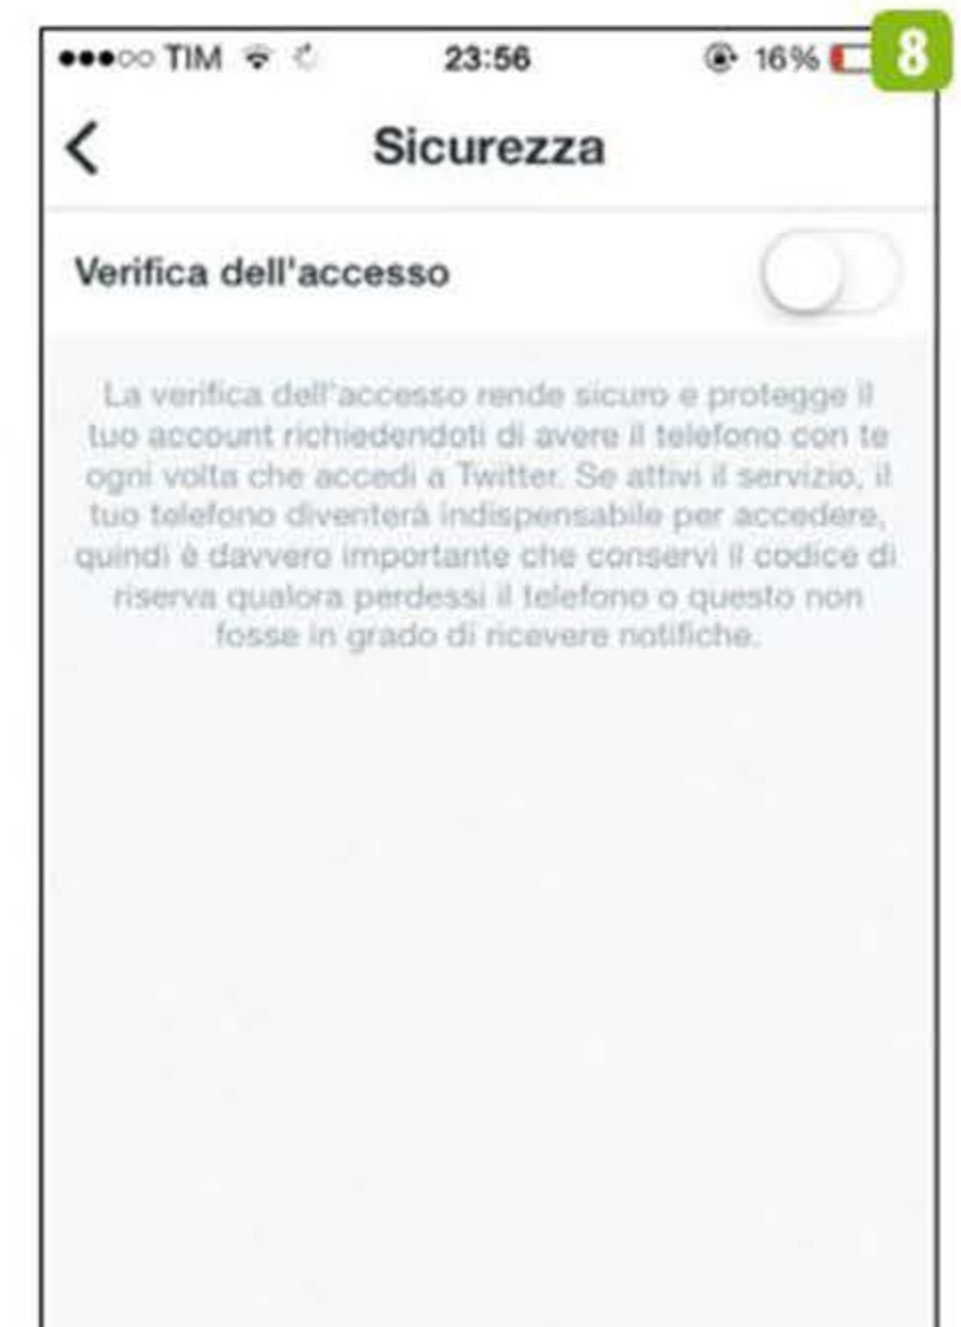 ●●●○○ TIM 23:56 16% 8
Sicurezza
Verifica dell'accesso
La verifica dell'accesso rende sicuro e protegge il
tuo account richiedendoti di avere il telefono con te
ogni volta che accedi a Twitter. Se attivi il servizio, il
tuo telefono diventerà indispensabile per accedere,
quindi è davvero importante che conservi il codice di
riserva qualora perdessi il telefono o questo non
fosse in grado di ricevere notifiche.